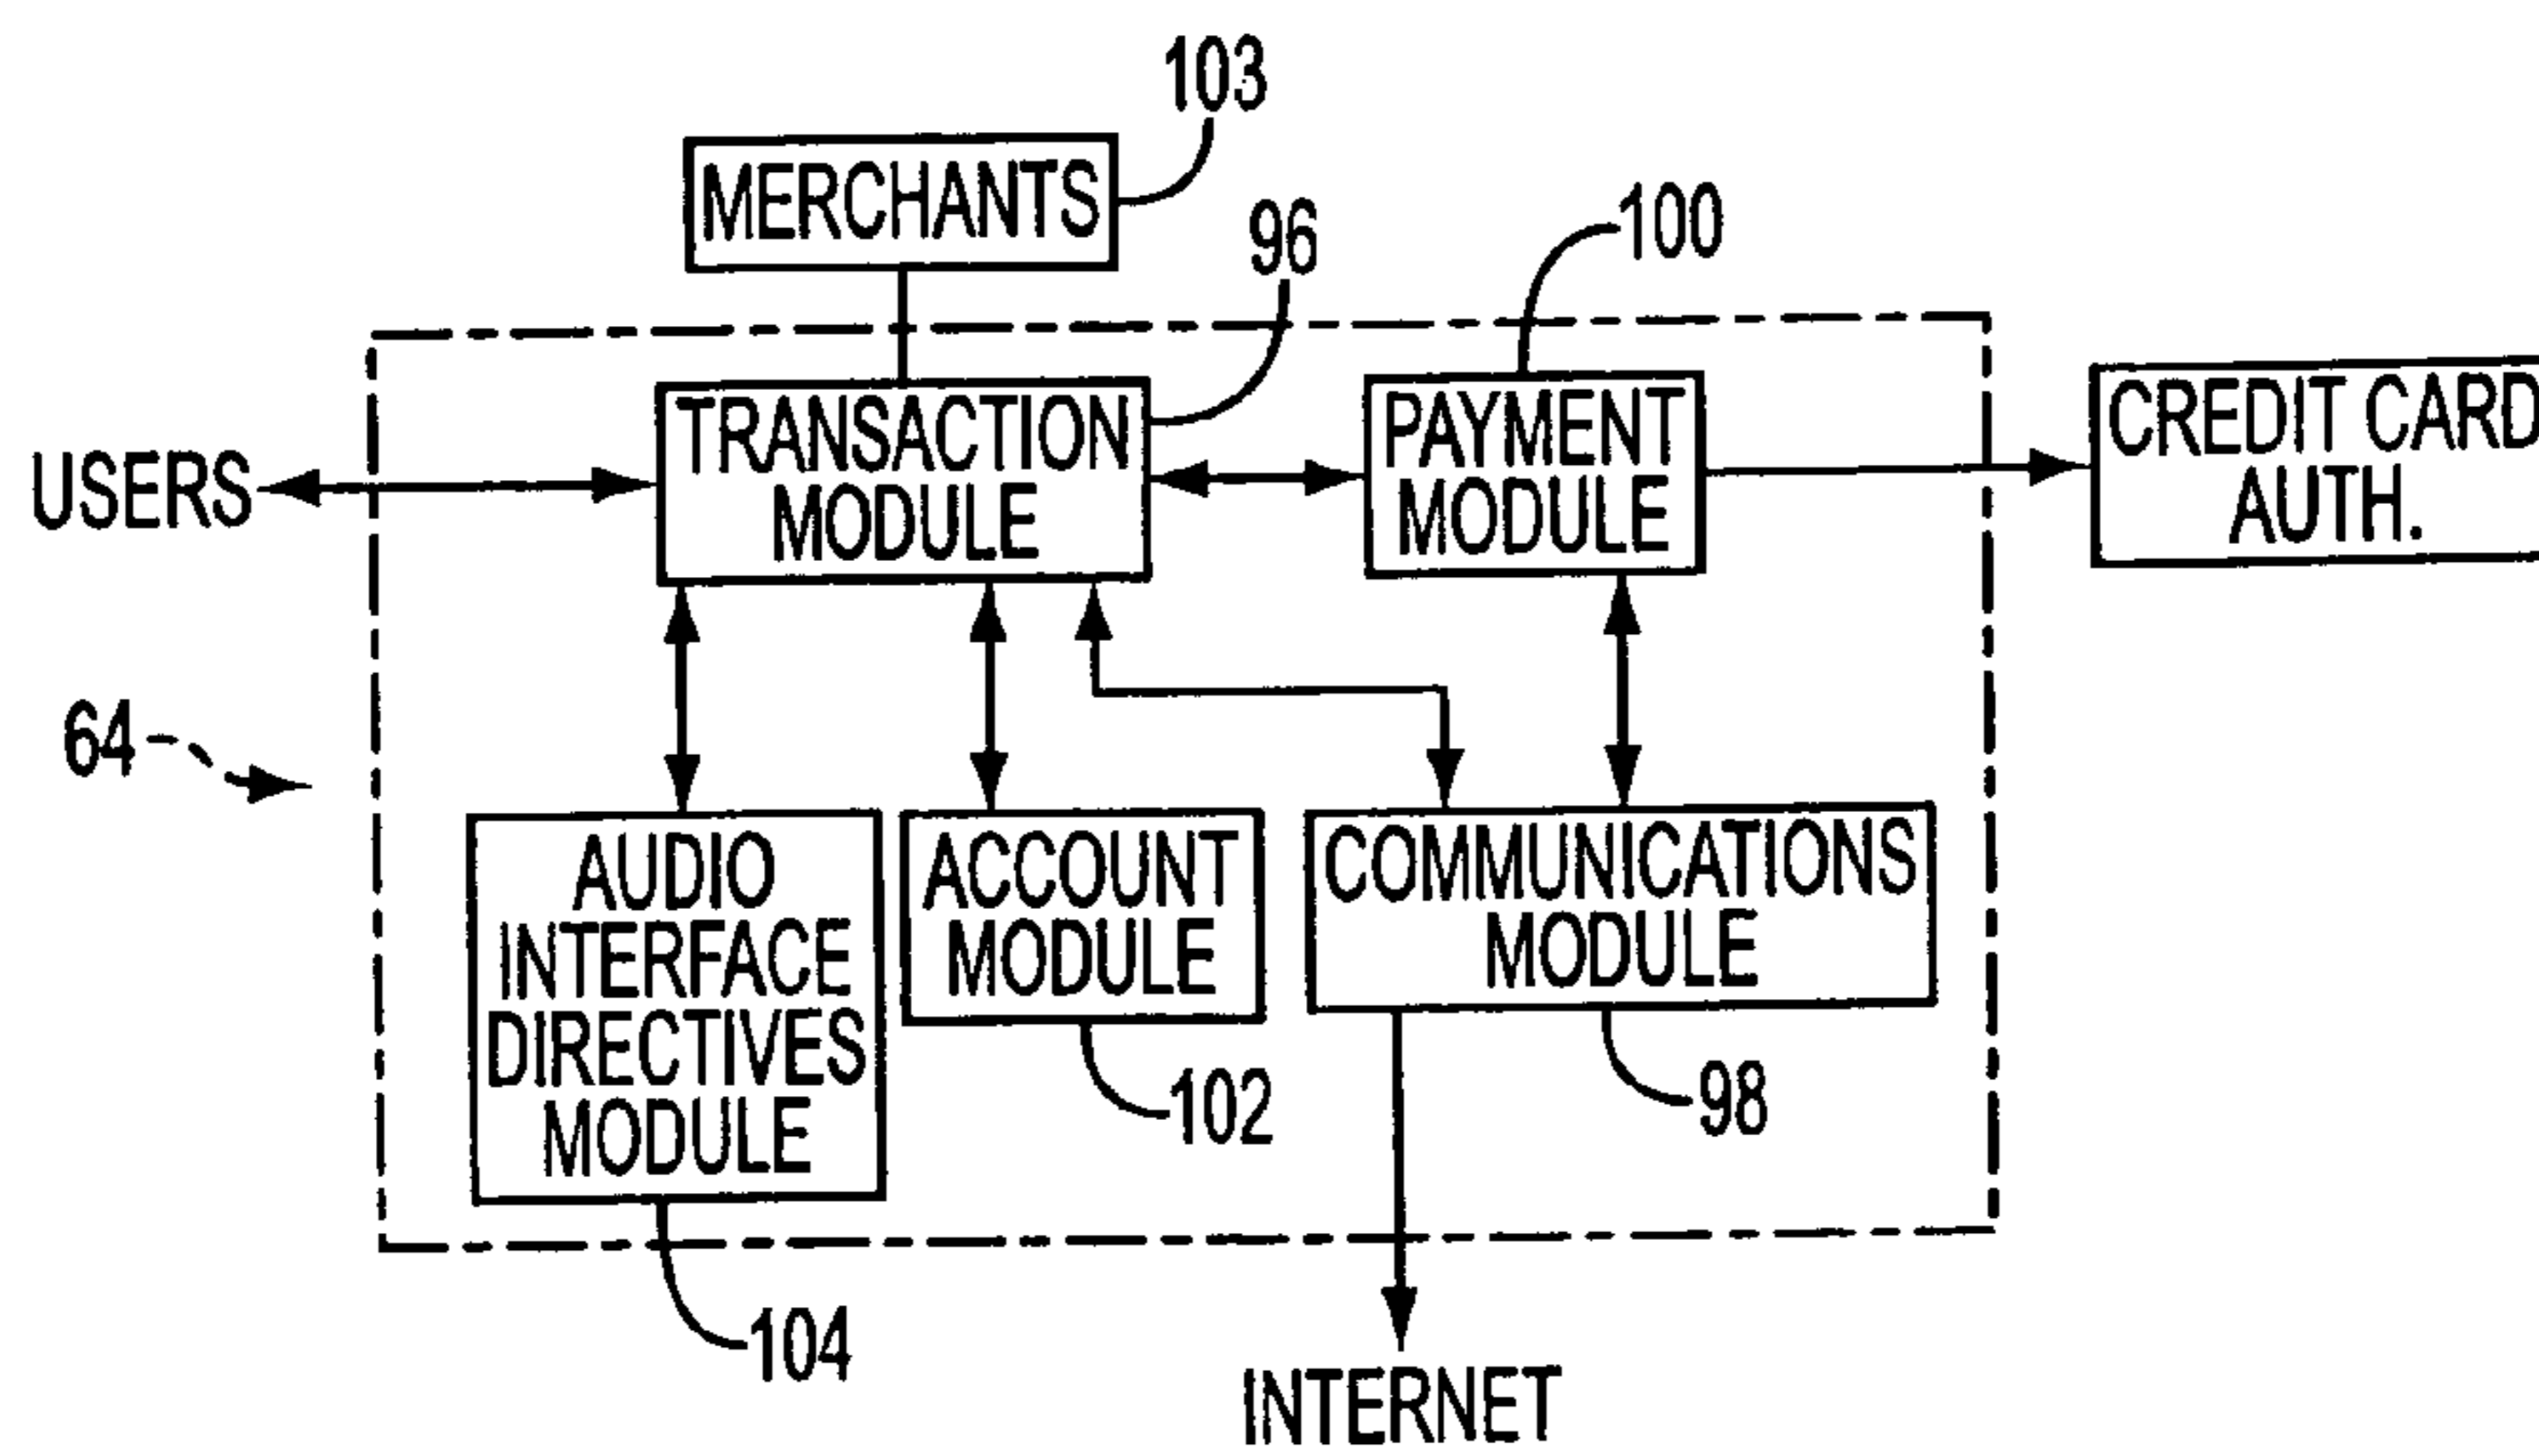 103
MERCHANTS
96
100
TRANSACTION
MODULE
PAYMENT
MODULE
CREDIT CARD
AUTH.
USERS
64
AUDIO
INTERFACE
DIRECTIVES
MODULE
ACCOUNT
MODULE
COMMUNICATIONS
MODULE
102
98
104
INTERNET